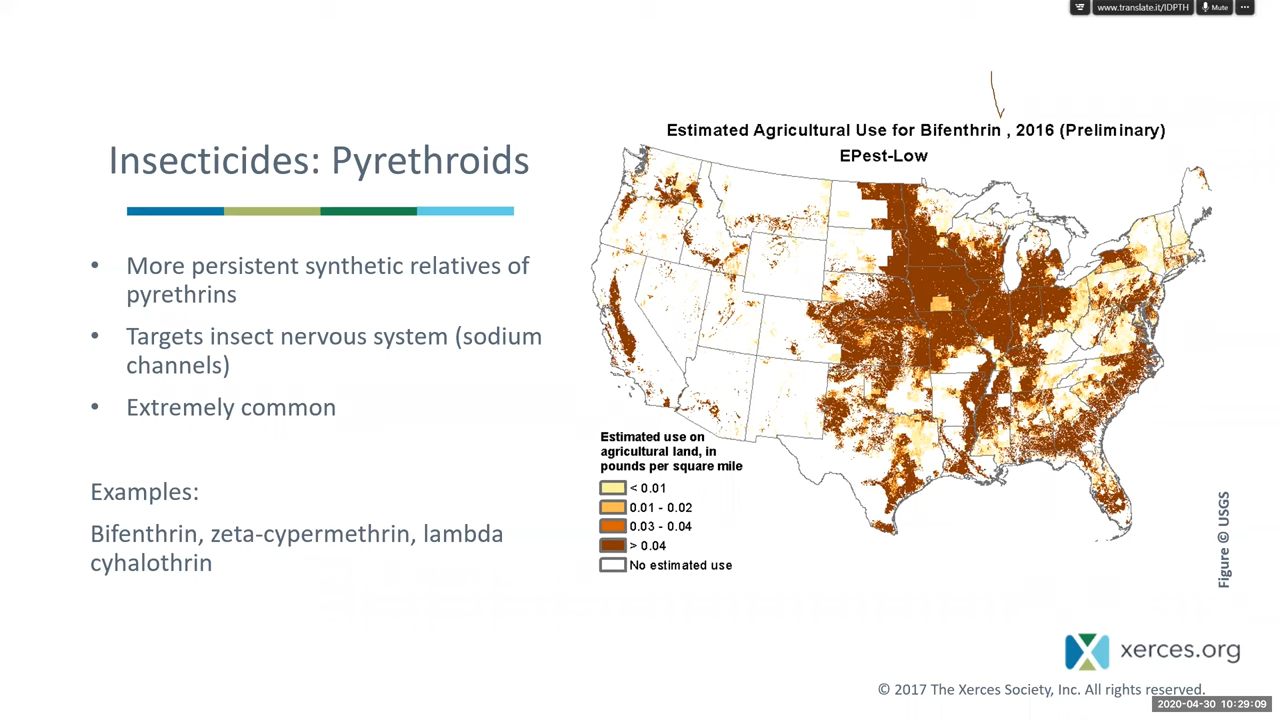 www.translate.it/IDPTH
Mute
Insecticides: Pyrethroids
• More persistent synthetic relatives of
pyrethrins
• Targets insect nervous system (sodium
channels)
• Extremely common
Examples:
Bifenthrin, zeta-cypermethrin, lambda
cyhalothrin
Estimated Agricultural Use for Bifenthrin , 2016 (Preliminary)
EPest-Low
Estimated use on
agricultural land, in
pounds per square mile
< 0.01
0.01 - 0.02
0.03 - 0.04
> 0.04
No estimated use
Figure © USGS
xerces.org
© 2017 The Xerces Society, Inc. All rights reserved.
2020-04-30 10:29:09